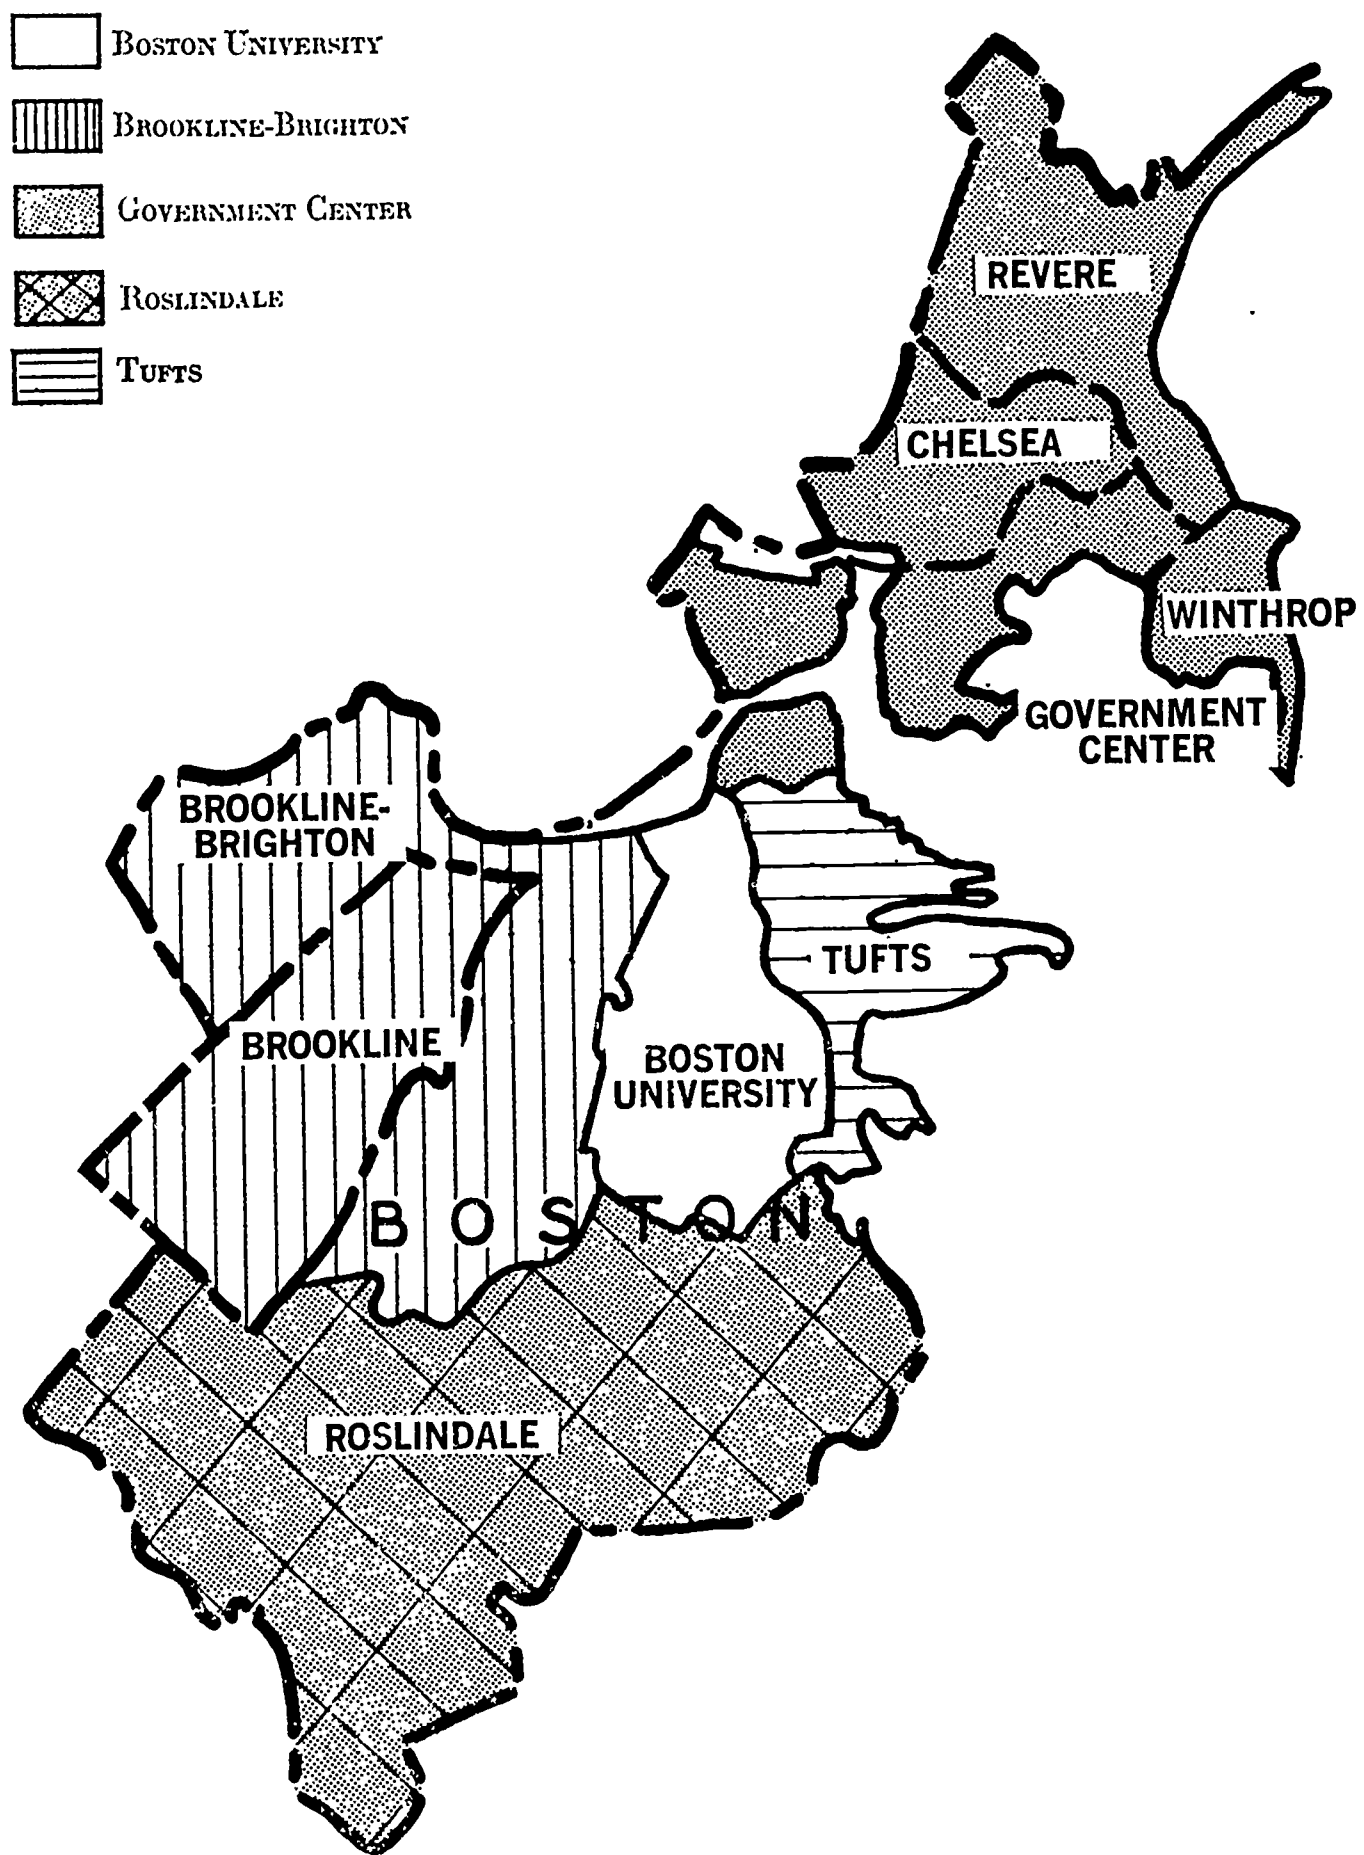 BOSTON UNIVERSITY
BROOKLINE-BRIGHTON
GOVERNMENT CENTER
ROSLINDALE
TUFTS
REVERE
CHELSEA
WINTHROP
GOVERNMENT
CENTER
BROOKLINE-
BRIGHTON
TUFTS
BROOKLINE
BOSTON
UNIVERSITY
BOSTON
ROSLINDALE